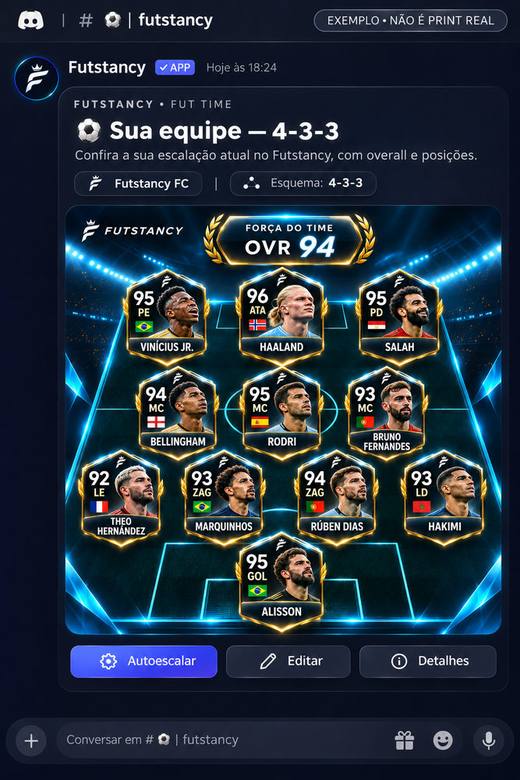 # ⚽ | futstancy
EXEMPLO • NÃO É PRINT REAL
Futstancy ✓ APP Hoje às 18:24
FUTSTANCY • FUT TIME
⚽ Sua equipe — 4-3-3
Confira a sua escalação atual no Futstancy, com overall e posições.
Futstancy FC | Esquema: 4-3-3
FUTSTANCY
FORÇA DO TIME
OVR 94
95
PE
VINÍCIUS JR.
96
ATA
HAALAND
95
PD
SALAH
94
MC
BELLINGHAM
95
MC
RODRI
93
MC
BRUNO
FERNANDES
92
LE
THEO
HERNÁNDEZ
93
ZAG
MARQUINHOS
94
ZAG
RÚBEN DIAS
93
LD
HAKIMI
95
GOL
ALISSON
Autoescalar
Editar
Detalhes
Conversar em # ⚽ | futstancy